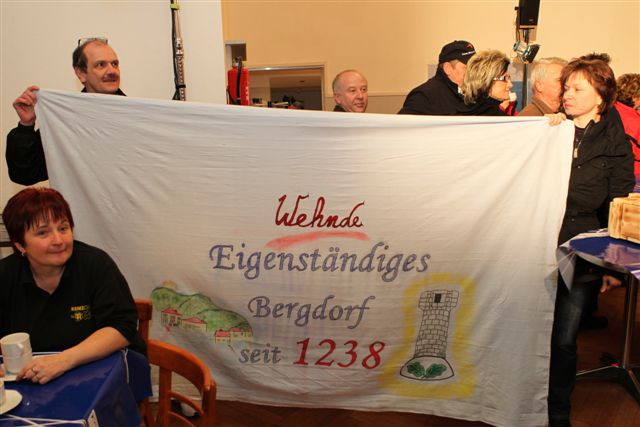 Wehnde
Eigenständiges
Bergdorf
seit 1238